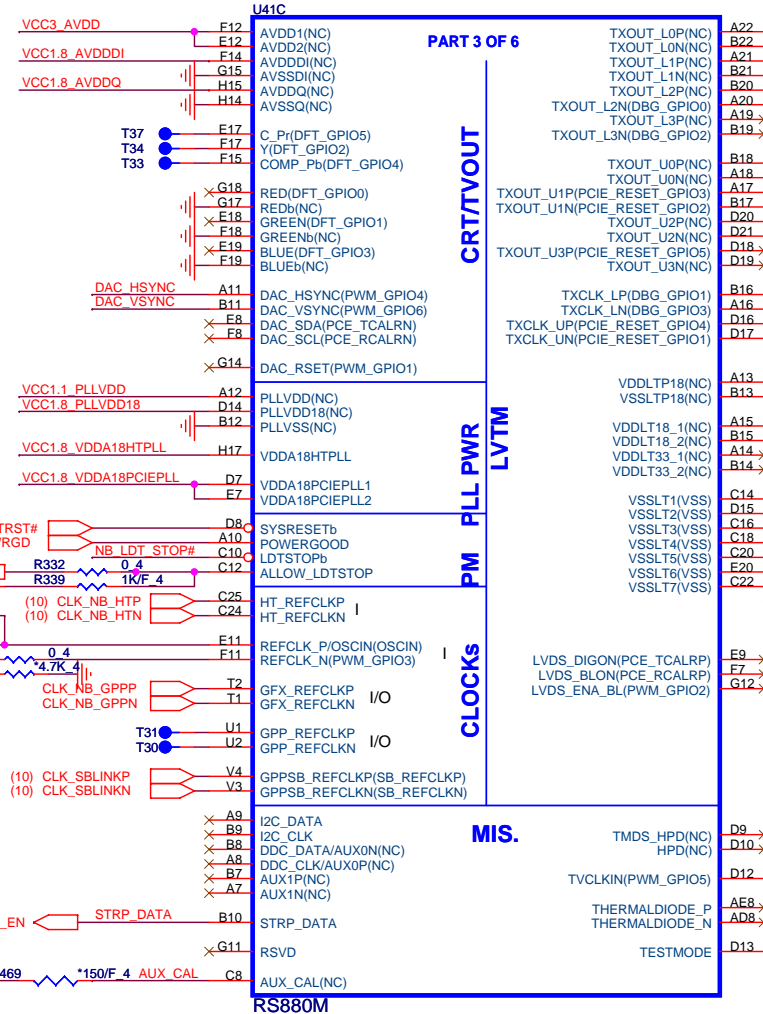 U41C
PART 3 OF 6
VCC3_AVDD F12 AVDD1(NC)
E12 AVDD2(NC)
VCC1.8_AVDDDI F14 AVDDDI(NC)
G15 AVSSDI(NC)
VCC1.8_AVDDQ H15 AVDDQ(NC)
H14 AVSSQ(NC)
T37 E17 C_Pr(DFT_GPIO5)
T34 F17 Y(DFT_GPIO2)
T33 F15 COMP_Pb(DFT_GPIO4)
G18 RED(DFT_GPIO0)
G17 REDb(NC)
E18 GREEN(DFT_GPIO1)
F18 GREENb(NC)
E19 BLUE(DFT_GPIO3)
F19 BLUEb(NC)
DAC_HSYNC A11 DAC_HSYNC(PWM_GPIO4)
DAC_VSYNC B11 DAC_VSYNC(PWM_GPIO6)
E8 DAC_SDA(PCE_TCALRN)
F8 DAC_SCL(PCE_RCALRN)
G14 DAC_RSET(PWM_GPIO1)
CRT/TVOUT
VCC1.1_PLLVDD A12 PLLVDD(NC)
VCC1.8_PLLVDD18 D14 PLLVDD18(NC)
B12 PLLVSS(NC)
VCC1.8_VDDA18HTPLL H17 VDDA18HTPLL
VCC1.8_VDDA18PCIEPLL D7 VDDA18PCIEPLL1
E7 VDDA18PCIEPLL2
PLL PWR
TRST# D8 SYSRESETb
RGD A10 POWERGOOD
NB_LDT_STOP# C10 LDTSTOPb
R332 0_4 C12 ALLOW_LDTSTOP
R339 1K/F_4
PM
(10) CLK_NB_HTP C25 HT_REFCLKP I
(10) CLK_NB_HTN C24 HT_REFCLKN
E11 REFCLK_P/OSCIN(OSCIN) I
0_4 F11 REFCLK_N(PWM_GPIO3)
*4.7K_4
CLK_NB_GPPP T2 GFX_REFCLKP I/O
CLK_NB_GPPN T1 GFX_REFCLKN
T31 U1 GPP_REFCLKP I/O
T30 U2 GPP_REFCLKN
(10) CLK_SBLINKP V4 GPPSB_REFCLKP(SB_REFCLKP)
(10) CLK_SBLINKN V3 GPPSB_REFCLKN(SB_REFCLKN)
CLOCKs
A9 I2C_DATA
B9 I2C_CLK
B8 DDC_DATA/AUX0N(NC)
A8 DDC_CLK/AUX0P(NC)
B7 AUX1P(NC)
A7 AUX1N(NC)
_EN STRP_DATA B10 STRP_DATA
G11 RSVD
469 *150/F_4 AUX_CAL C8 AUX_CAL(NC)
MIS.
TXOUT_L0P(NC) A22
TXOUT_L0N(NC) B22
TXOUT_L1P(NC) A21
TXOUT_L1N(NC) B21
TXOUT_L2P(NC) B20
TXOUT_L2N(DBG_GPIO0) A20
TXOUT_L3P(NC) A19
TXOUT_L3N(DBG_GPIO2) B19
TXOUT_U0P(NC) B18
TXOUT_U0N(NC) A18
TXOUT_U1P(PCIE_RESET_GPIO3) A17
TXOUT_U1N(PCIE_RESET_GPIO2) B17
TXOUT_U2P(NC) D20
TXOUT_U2N(NC) D21
TXOUT_U3P(PCIE_RESET_GPIO5) D18
TXOUT_U3N(NC) D19
TXCLK_LP(DBG_GPIO1) B16
TXCLK_LN(DBG_GPIO3) A16
TXCLK_UP(PCIE_RESET_GPIO4) D16
TXCLK_UN(PCIE_RESET_GPIO1) D17
VDDLTP18(NC) A13
VSSLTP18(NC) B13
VDDLT18_1(NC) A15
VDDLT18_2(NC) B15
VDDLT33_1(NC) A14
VDDLT33_2(NC) B14
LVTM
VSSLT1(VSS) C14
VSSLT2(VSS) D15
VSSLT3(VSS) C16
VSSLT4(VSS) C18
VSSLT5(VSS) C20
VSSLT6(VSS) E20
VSSLT7(VSS) C22
LVDS_DIGON(PCE_TCALRP) E9
LVDS_BLON(PCE_RCALRP) F7
LVDS_ENA_BL(PWM_GPIO2) G12
TMDS_HPD(NC) D9
HPD(NC) D10
TVCLKIN(PWM_GPIO5) D12
THERMALDIODE_P AE8
THERMALDIODE_N AD8
TESTMODE D13
RS880M